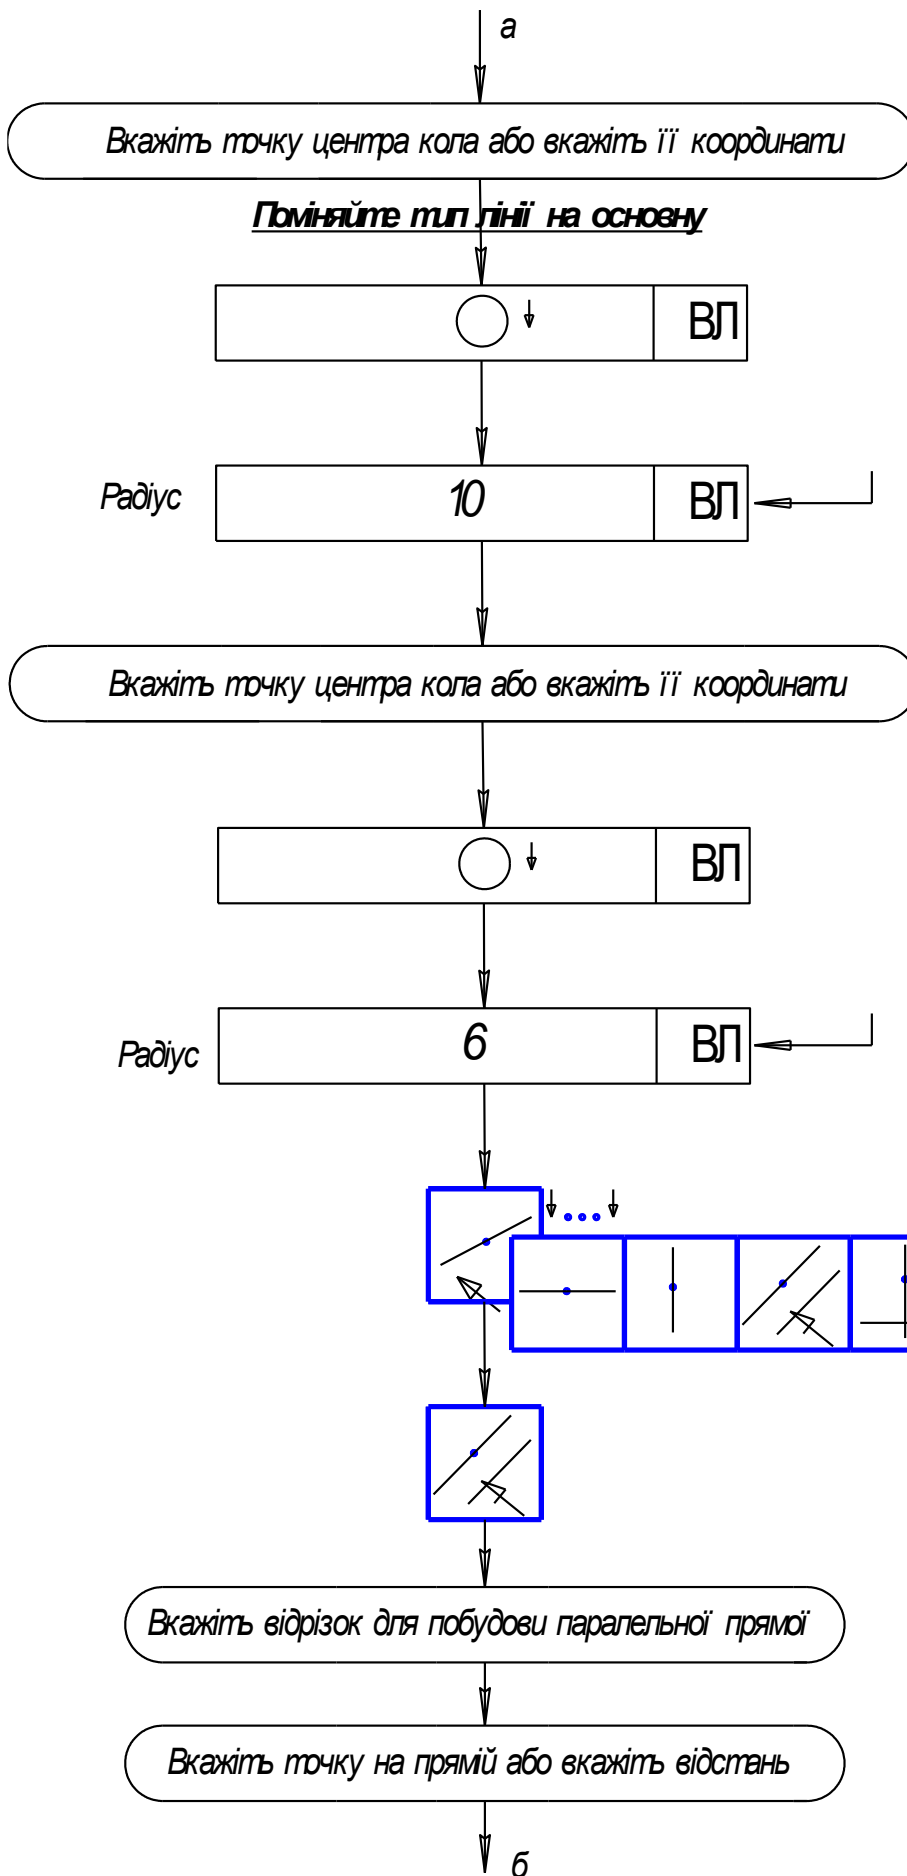 а
Вкажіть точку центра кола або вкажіть її координати
Поміняйте тип лінії на основну
ВЛ
Радіус 10 ВЛ
Вкажіть точку центра кола або вкажіть її координати
ВЛ
Радіус 6 ВЛ
Вкажіть відрізок для побудови паралельної прямої
Вкажіть точку на прямій або вкажіть відстань
б